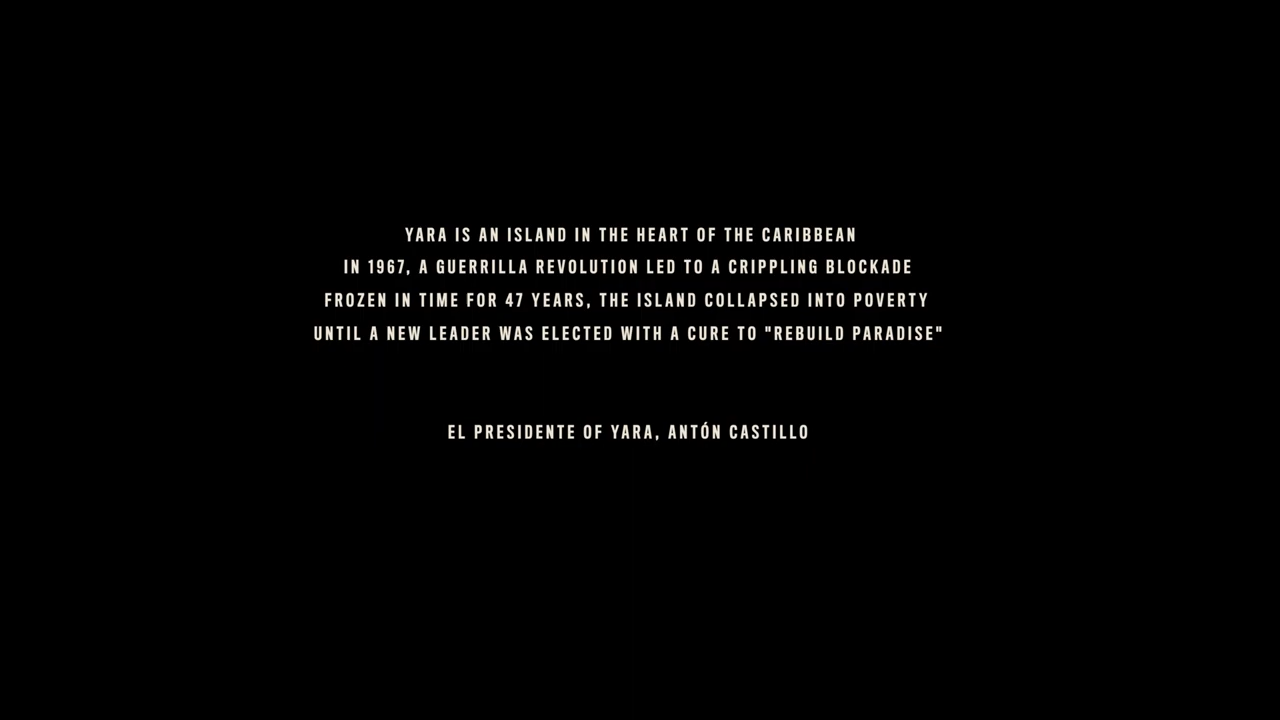 YARA IS AN ISLAND IN THE HEART OF THE CARIBBEAN
IN 1967, A GUERRILLA REVOLUTION LED TO A CRIPPLING BLOCKADE
FROZEN IN TIME FOR 47 YEARS, THE ISLAND COLLAPSED INTO POVERTY
UNTIL A NEW LEADER WAS ELECTED WITH A CURE TO "REBUILD PARADISE"
EL PRESIDENTE OF YARA, ANTÓN CASTILLO